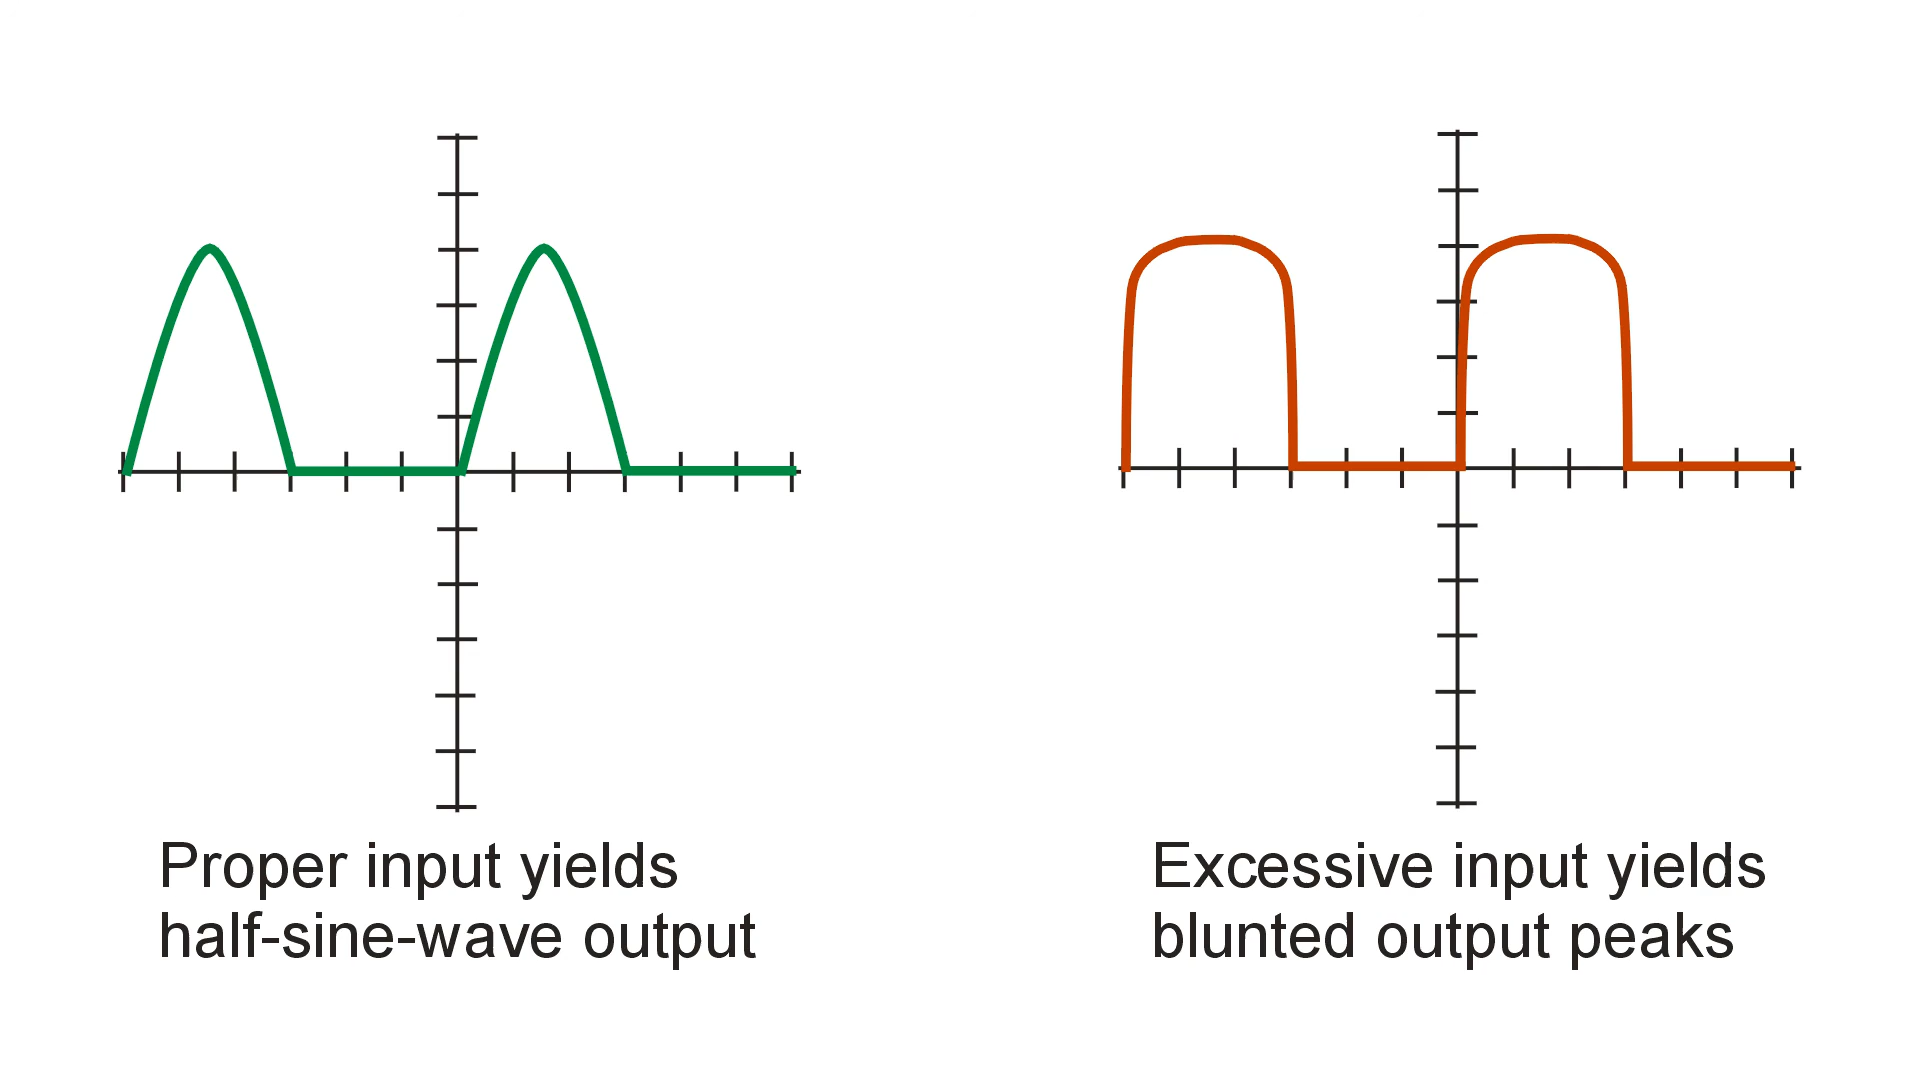 Proper input yields
half-sine-wave output
Excessive input yields
blunted output peaks